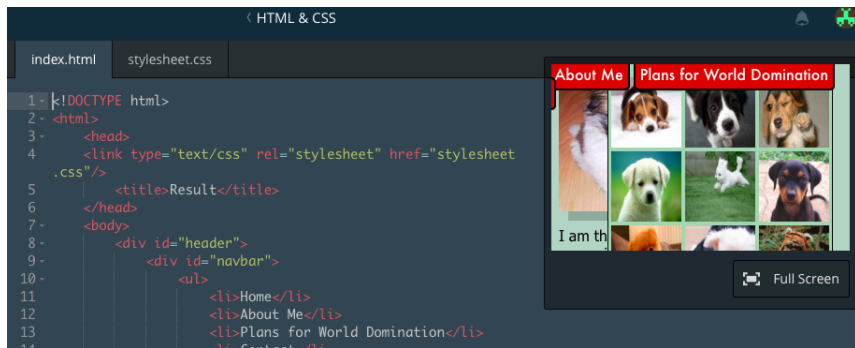 〈 HTML & CSS
index.html stylesheet.css
About Me Plans for World Domination
1 <!DOCTYPE html>
2 <html>
3 <head>
4 <link type="text/css" rel="stylesheet" href="stylesheet
.css"/>
5 <title>Result</title>
6 </head>
7 <body>
8 <div id="header">
9 <div id="navbar">
10 <ul>
11 <li>Home</li>
12 <li>About Me</li>
13 <li>Plans for World Domination</li>
I am th
Full Screen